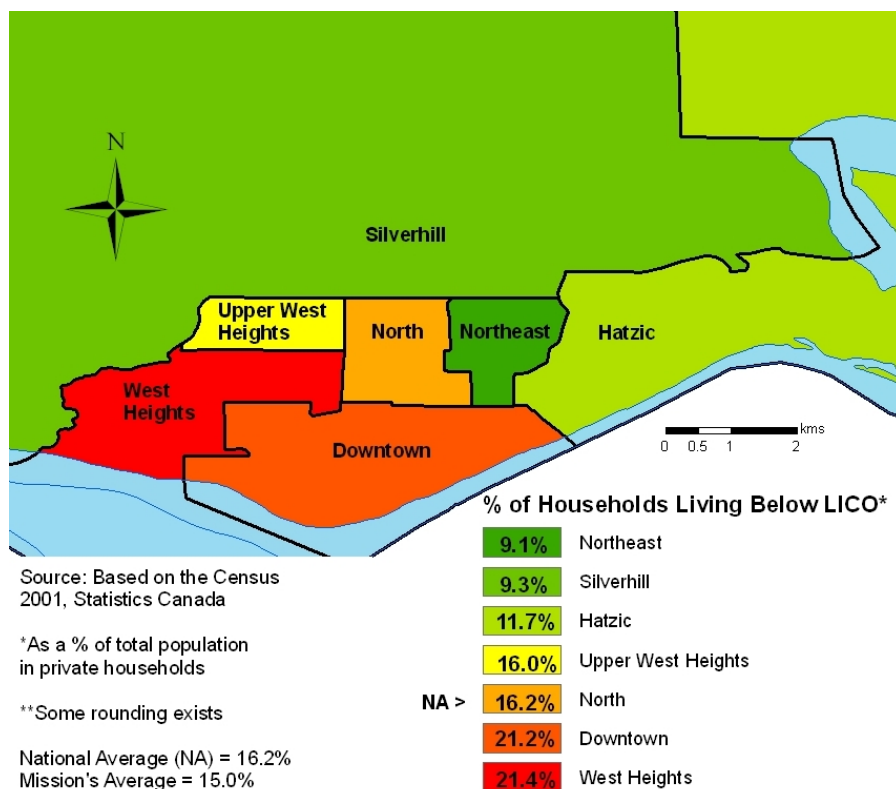 N
Silverhill
Upper West
Heights
North
Northeast
Hatzic
West
Heights
Downtown
kms
0 0.5 1 2
% of Households Living Below LICO*
9.1% Northeast
9.3% Silverhill
11.7% Hatzic
16.0% Upper West Heights
NA > 16.2% North
21.2% Downtown
21.4% West Heights
Source: Based on the Census
2001, Statistics Canada
*As a % of total population
in private households
**Some rounding exists
National Average (NA) = 16.2%
Mission's Average = 15.0%